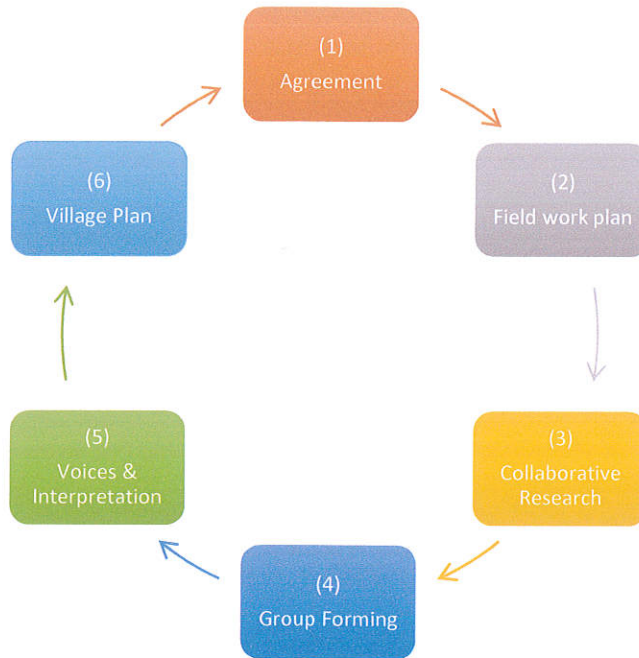 (1)
Agreement
(2)
Field work plan
(3)
Collaborative
Research
(4)
Group Forming
(5)
Voices &
Interpretation
(6)
Village Plan